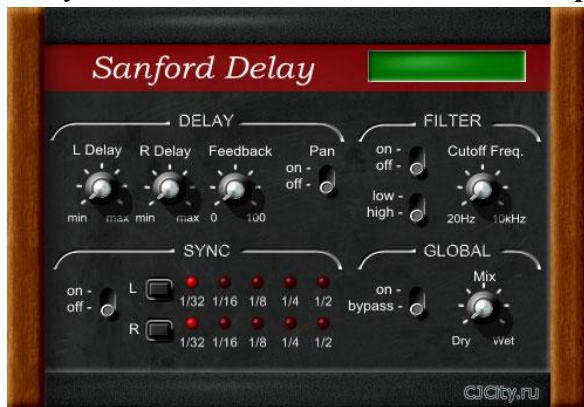 Sanford Delay
DELAY
L Delay R Delay Feedback Pan
on -
off -
min max min max 0 100
FILTER
on -
off -
Cutoff Freq.
low -
high -
20Hz 10kHz
SYNC
on -
off -
L
1/32 1/16 1/8 1/4 1/2
R
1/32 1/16 1/8 1/4 1/2
GLOBAL
Mix
on -
bypass -
Dry Wet
CJCity.ru